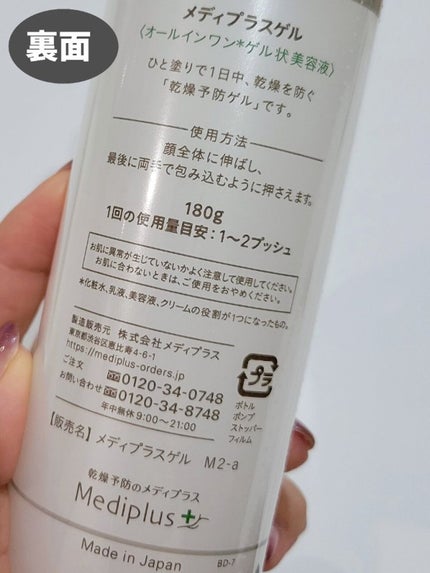 裏面
メディプラスゲル
〈オールインワン*ゲル状美容液〉
ひと塗りで1日中、乾燥を防ぐ
「乾燥予防ゲル」です。
使用方法
顔全体に伸ばし、
最後に両手で包み込むように押さえます。
180g
1回の使用量目安：1〜2プッシュ
お肌に異常が生じていないかよく注意して使用してください。
お肌に合わないときは、ご使用をおやめください。
*化粧水、乳液、美容液、クリームの役割が1つになったもの。
製造販売元 株式会社メディプラス
東京都渋谷区恵比寿4-6-1
https://mediplus-orders.jp
ご注文 0120-34-0748
お問い合わせ 0120-34-8748
年中無休9:00〜21:00
プラ
ボトル
ポンプ
ストッパー
フィルム
【販売名】メディプラスゲル M2-a
乾燥予防のメディプラス
Mediplus
Made in Japan
BD-7